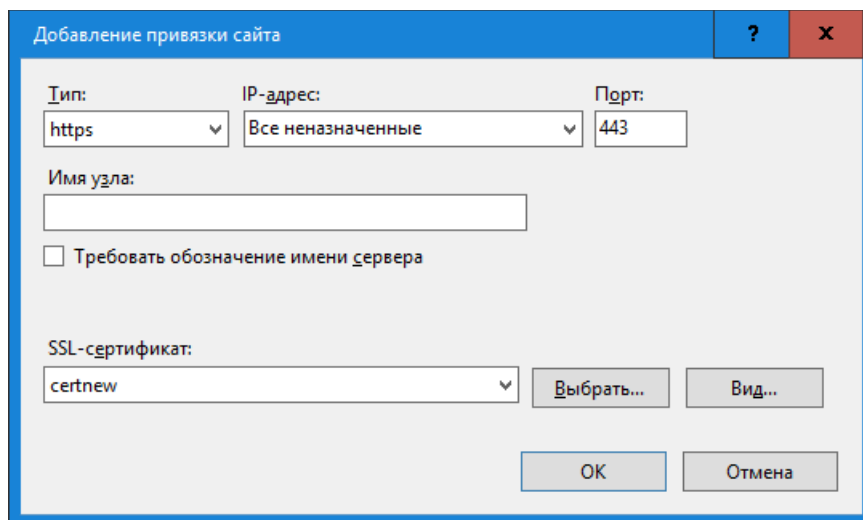 Добавление привязки сайта ? x
Тип: IP-адрес: Порт:
https Все неназначенные 443
Имя узла:
Требовать обозначение имени сервера
SSL-сертификат:
certnew Выбрать... Вид...
ОК Отмена